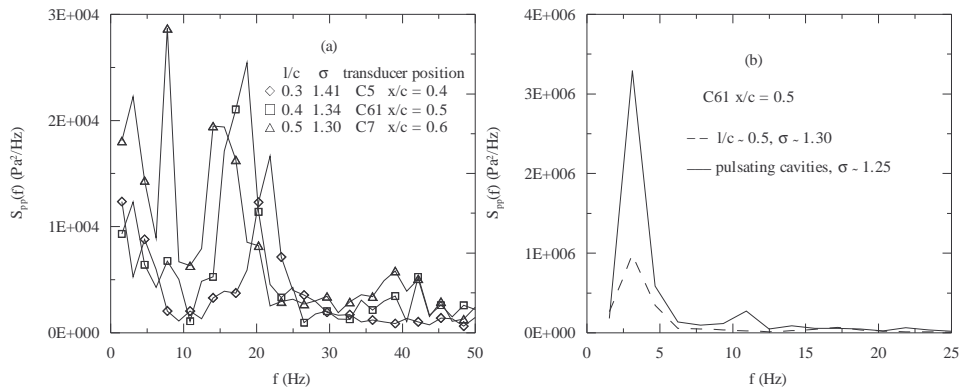 3E+004
2E+004
1E+004
0E+000
S_pp(f) (Pa²/Hz)
(a)
l/c σ transducer position
0.3 1.41 C5 x/c = 0.4
0.4 1.34 C61 x/c = 0.5
0.5 1.30 C7 x/c = 0.6
0 10 20 30 40 50
f (Hz)
4E+006
3E+006
2E+006
1E+006
0E+000
S_pp(f) (Pa²/Hz)
(b)
C61 x/c = 0.5
l/c ~ 0.5, σ ~ 1.30
pulsating cavities, σ ~ 1.25
0 5 10 15 20 25
f (Hz)